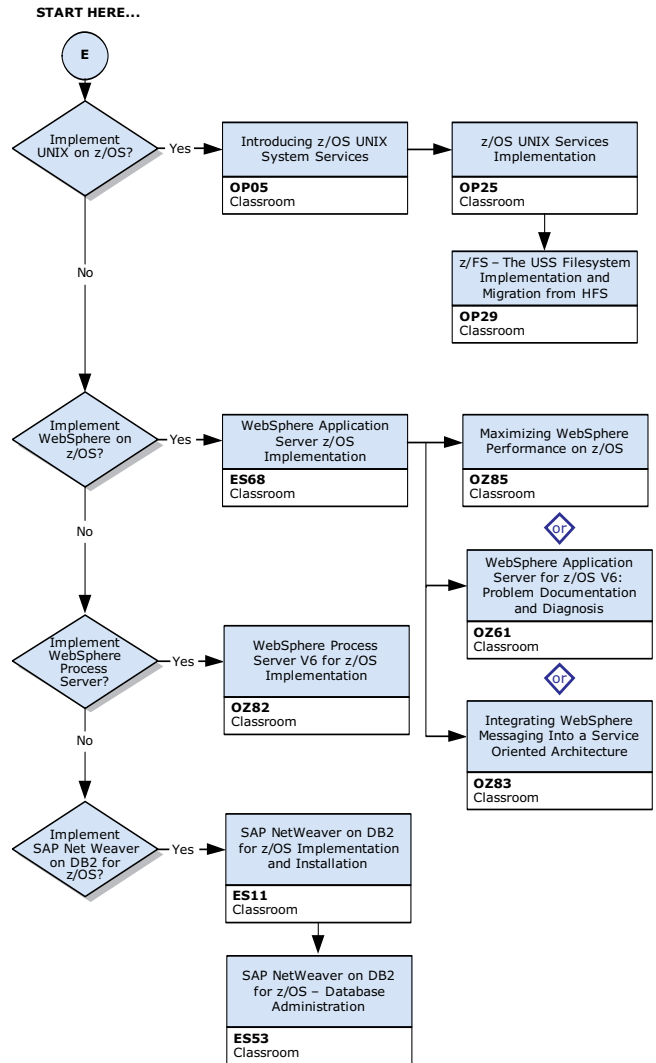 START HERE...
E
Implement
UNIX on z/OS?
Yes
Introducing z/OS UNIX
System Services
OP05
Classroom
z/OS UNIX Services
Implementation
OP25
Classroom
z/FS – The USS Filesystem
Implementation and
Migration from HFS
OP29
Classroom
No
Implement
WebSphere on
z/OS?
Yes
WebSphere Application
Server z/OS
Implementation
ES68
Classroom
Maximizing WebSphere
Performance on z/OS
OZ85
Classroom
or
WebSphere Application
Server for z/OS V6:
Problem Documentation
and Diagnosis
OZ61
Classroom
or
Integrating WebSphere
Messaging Into a Service
Oriented Architecture
OZ83
Classroom
No
Implement
WebSphere
Process
Server?
Yes
WebSphere Process
Server V6 for z/OS
Implementation
OZ82
Classroom
No
Implement
SAP Net Weaver
on DB2 for
z/OS?
Yes
SAP NetWeaver on DB2
for z/OS Implementation
and Installation
ES11
Classroom
SAP NetWeaver on DB2
for z/OS – Database
Administration
ES53
Classroom